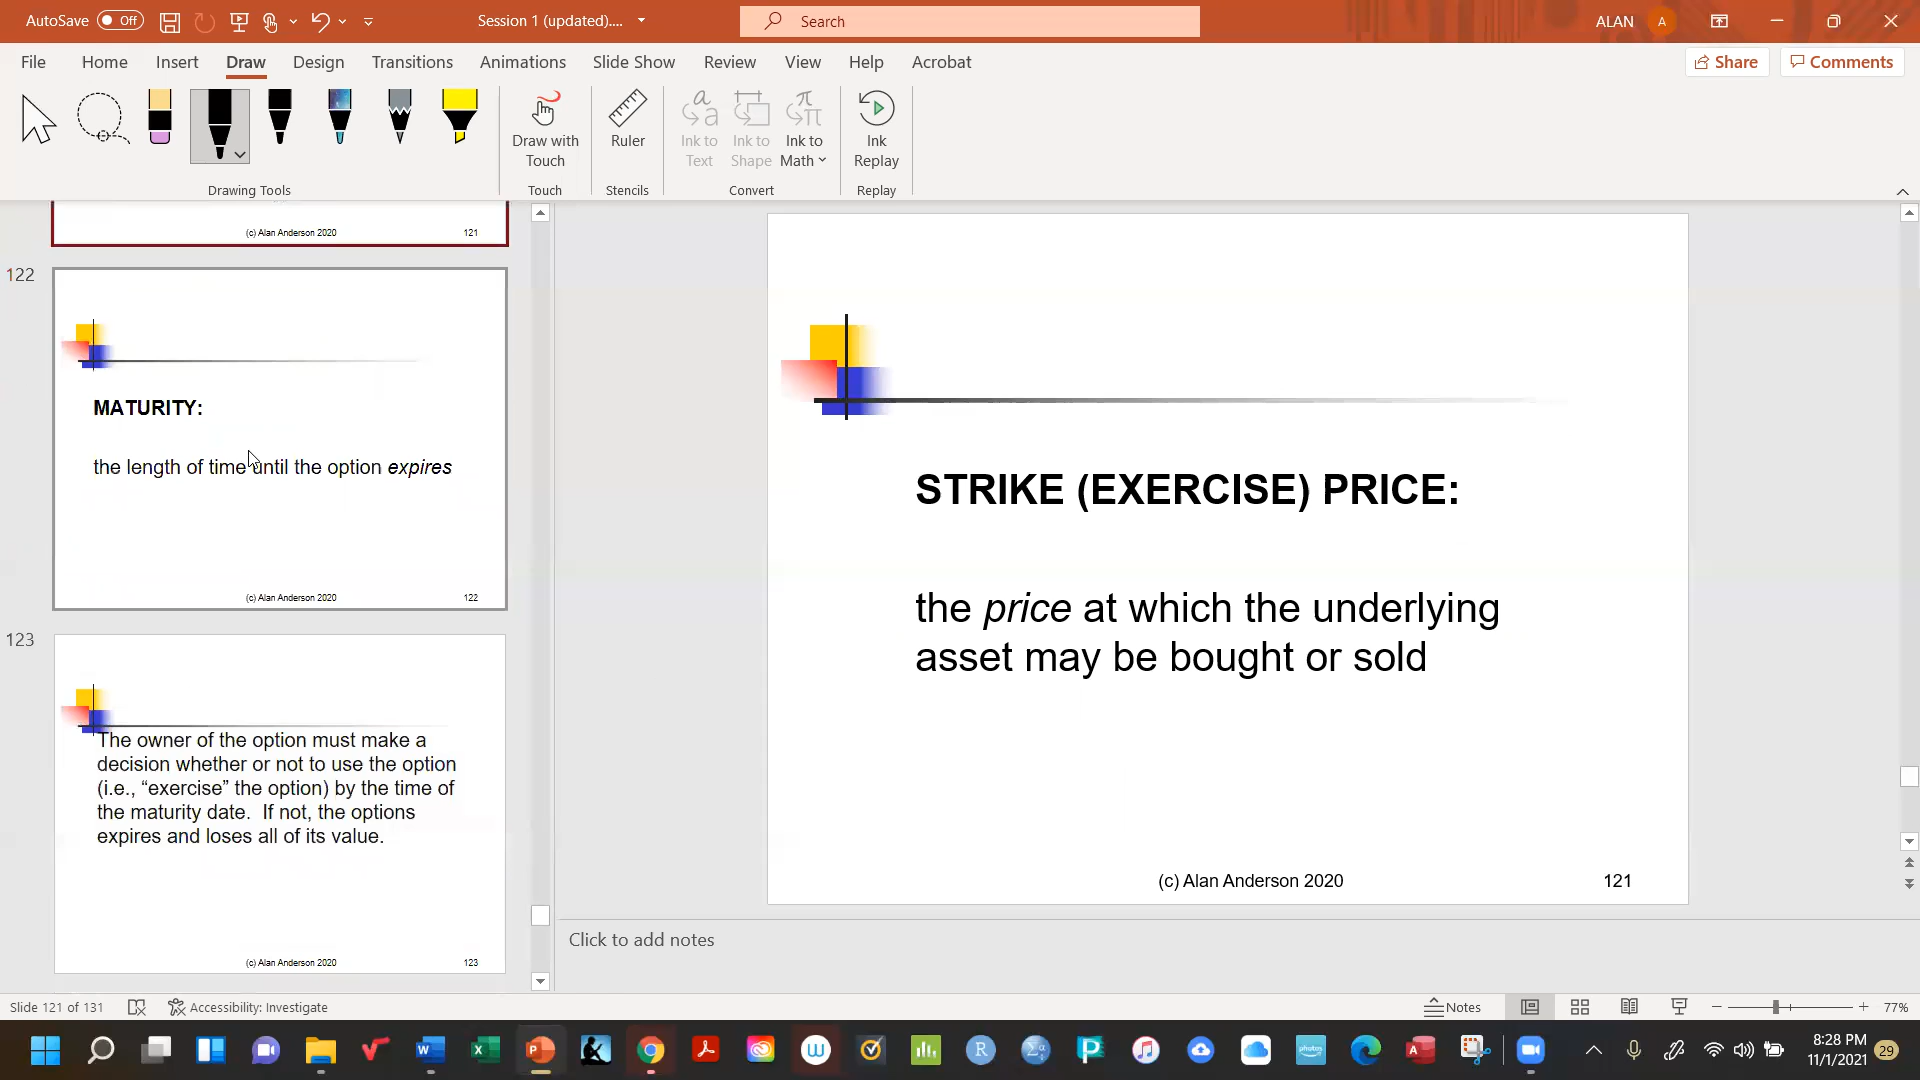 AutoSave Off
Session 1 (updated)....
Search
ALAN A
File Home Insert Draw Design Transitions Animations Slide Show Review View Help Acrobat Share Comments
Draw with Touch
Ruler
Ink to Text
Ink to Shape
Ink to Math
Ink Replay
Drawing Tools Touch Stencils Convert Replay
(c) Alan Anderson 2020 121
122
MATURITY:
the length of time until the option expires
(c) Alan Anderson 2020 122
123
The owner of the option must make a
decision whether or not to use the option
(i.e., “exercise” the option) by the time of
the maturity date.  If not, the options
expires and loses all of its value.
(c) Alan Anderson 2020 123
STRIKE (EXERCISE) PRICE:
the price at which the underlying
asset may be bought or sold
(c) Alan Anderson 2020 121
Click to add notes
Slide 121 of 131 Accessibility: Investigate Notes 77%
8:28 PM
11/1/2021 29